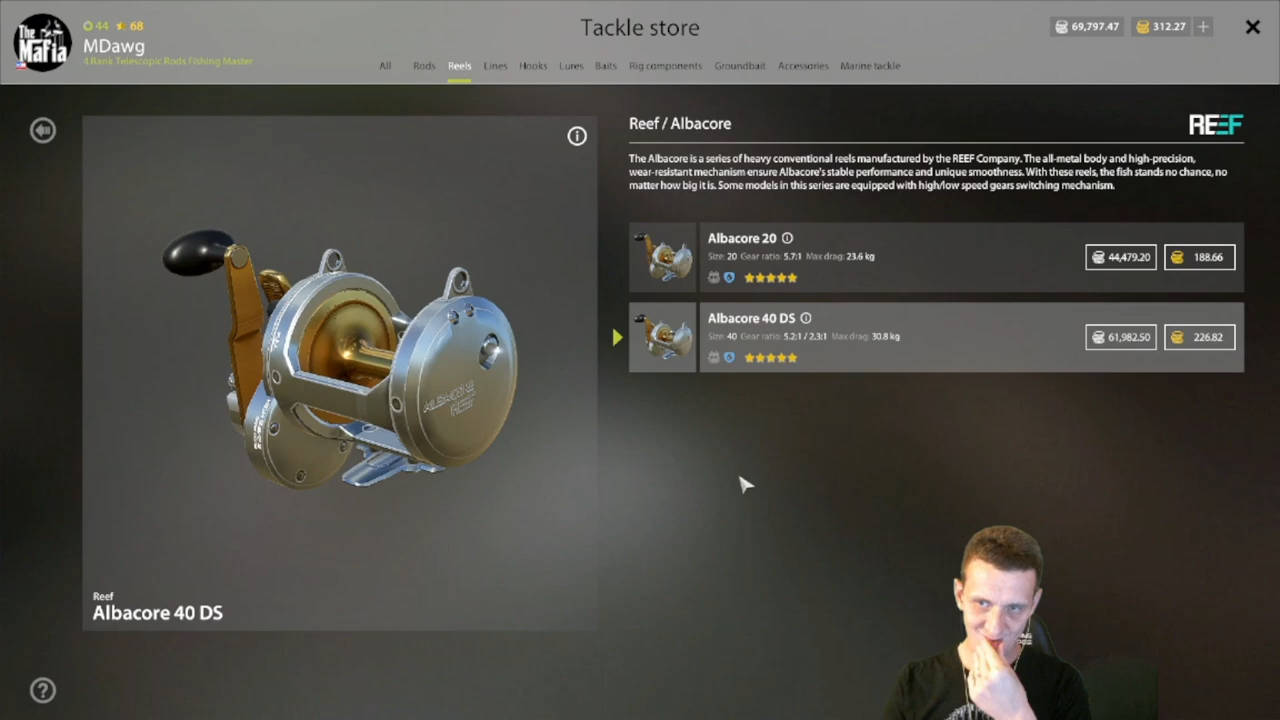 The
Mafia
44 68
MDawg
4 Rank Telescopic Rods Fishing Master
Tackle store
69,797.47 312.27 +
All Rods Reels Lines Hooks Lures Baits Rig components Groundbait Accessories Marine tackle
Reef / Albacore
REEF
The Albacore is a series of heavy conventional reels manufactured by the REEF Company. The all-metal body and high-precision,
wear-resistant mechanism ensure Albacore's stable performance and unique smoothness. With these reels, the fish stands no chance, no
matter how big it is. Some models in this series are equipped with high/low speed gears switching mechanism.
Albacore 20
Size: 20 Gear ratio: 5.7:1 Max drag: 23.6 kg
44,479.20 188.66
Albacore 40 DS
Size: 40 Gear ratio: 5.2:1 / 2.3:1 Max drag: 30.8 kg
61,982.50 226.82
ALBACORE
REEF
Reef
Albacore 40 DS
?